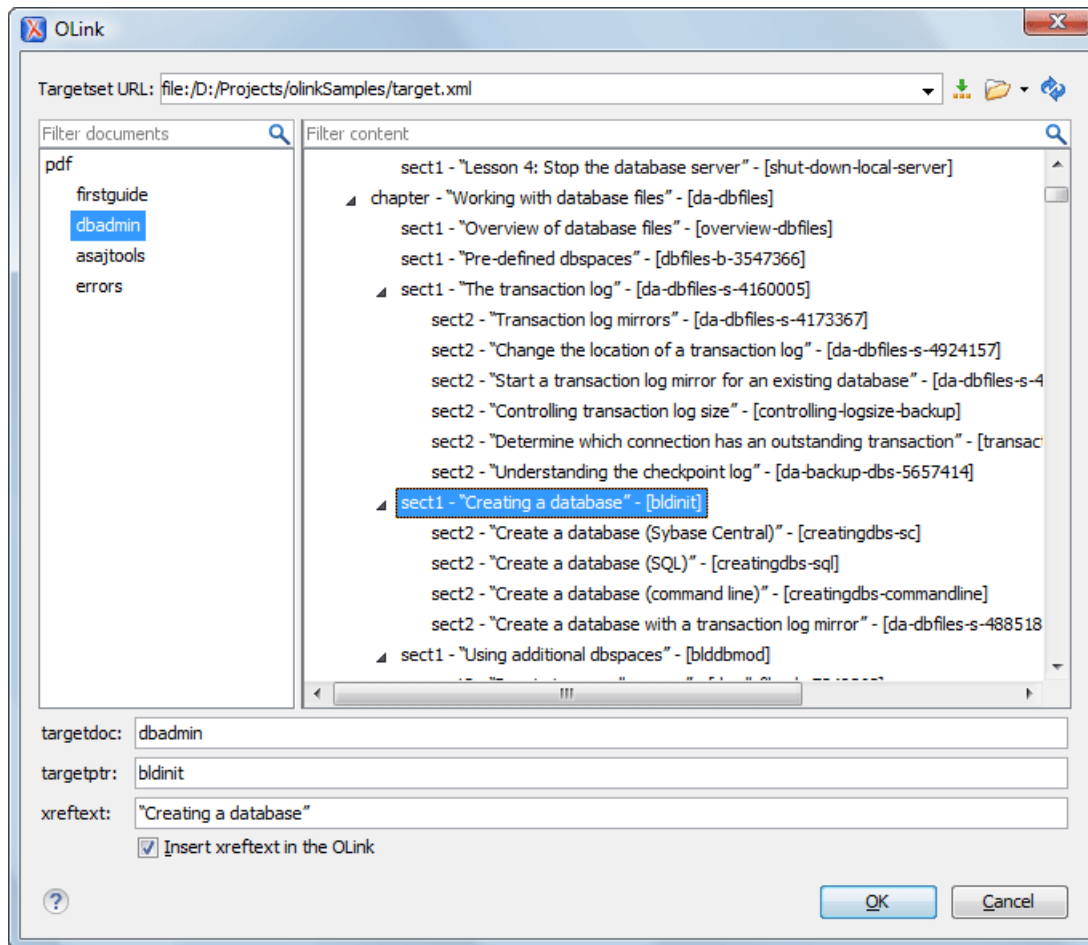 OLink
Targetset URL: file:/D:/Projects/olinkSamples/target.xml
Filter documents
pdf
firstguide
dbadmin
asajtools
errors
Filter content
sect1 - “Lesson 4: Stop the database server” - [shut-down-local-server]
chapter - “Working with database files” - [da-dbfiles]
sect1 - “Overview of database files” - [overview-dbfiles]
sect1 - “Pre-defined dbspaces” - [dbfiles-b-3547366]
sect1 - “The transaction log” - [da-dbfiles-s-4160005]
sect2 - “Transaction log mirrors” - [da-dbfiles-s-4173367]
sect2 - “Change the location of a transaction log” - [da-dbfiles-s-4924157]
sect2 - “Start a transaction log mirror for an existing database” - [da-dbfiles-s-4
sect2 - “Controlling transaction log size” - [controlling-logsize-backup]
sect2 - “Determine which connection has an outstanding transaction” - [transact
sect2 - “Understanding the checkpoint log” - [da-backup-dbs-5657414]
sect1 - “Creating a database” - [bldinit]
sect2 - “Create a database (Sybase Central)” - [creatingdbs-sc]
sect2 - “Create a database (SQL)” - [creatingdbs-sql]
sect2 - “Create a database (command line)” - [creatingdbs-commandline]
sect2 - “Create a database with a transaction log mirror” - [da-dbfiles-s-488518
sect1 - “Using additional dbspaces” - [blddbmod]
targetdoc: dbadmin
targetptr: bldinit
xreftext: “Creating a database”
Insert xreftext in the OLink
OK
Cancel